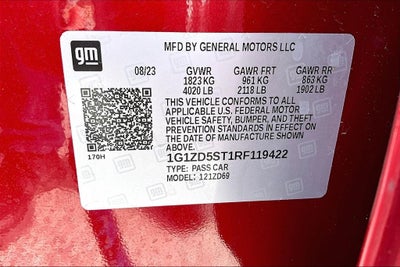 gm
MFD BY GENERAL MOTORS LLC
08/23 GVWR GAWR FRT GAWR RR
1823 KG 961 KG 863 KG
4020 LB 2118 LB 1902 LB
THIS VEHICLE CONFORMS TO ALL
APPLICABLE U.S. FEDERAL MOTOR
VEHICLE SAFETY, BUMPER, AND THEFT
PREVENTION STANDARDS IN EFFECT ON
THE DATE OF MANUFACTURE SHOWN
ABOVE.
170H
1G1ZD5ST1RF119422
TYPE: PASS CAR
MODEL: 1ZD69